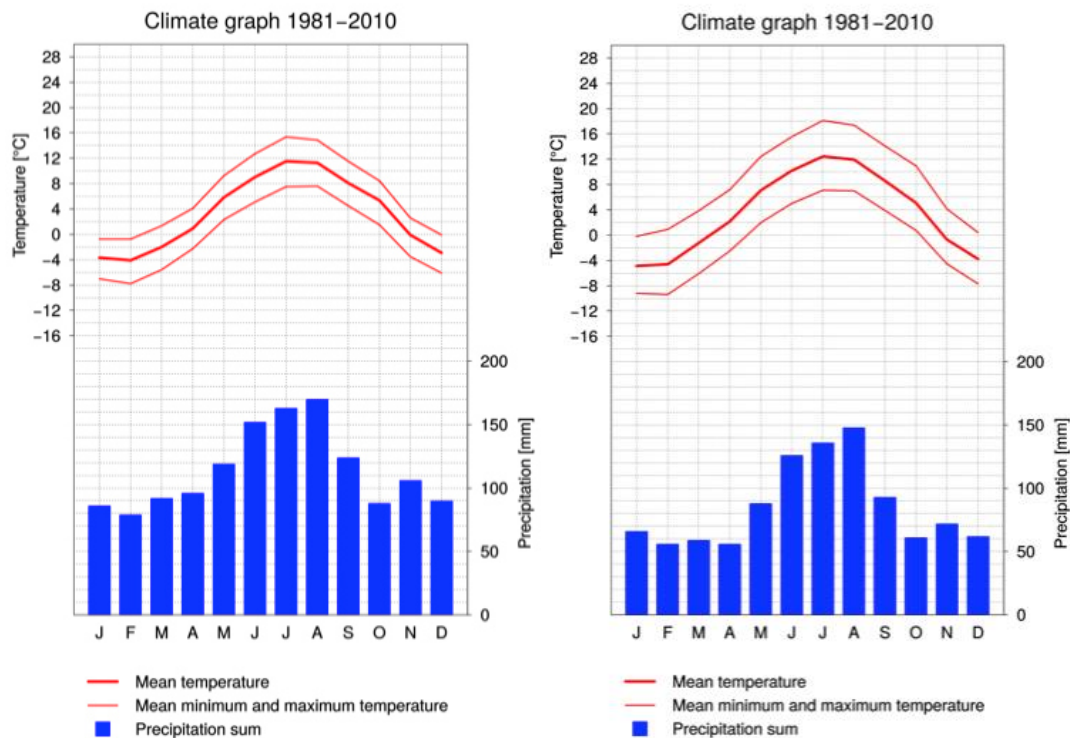 Climate graph 1981–2010
28
24
20
16
12
8
4
0
−4
−8
−12
−16
Temperature [°C]
200
150
100
50
0
Precipitation [mm]
J F M A M J J A S O N D
Mean temperature
Mean minimum and maximum temperature
Precipitation sum
Climate graph 1981–2010
28
24
20
16
12
8
4
0
−4
−8
−12
−16
Temperature [°C]
200
150
100
50
0
Precipitation [mm]
J F M A M J J A S O N D
Mean temperature
Mean minimum and maximum temperature
Precipitation sum